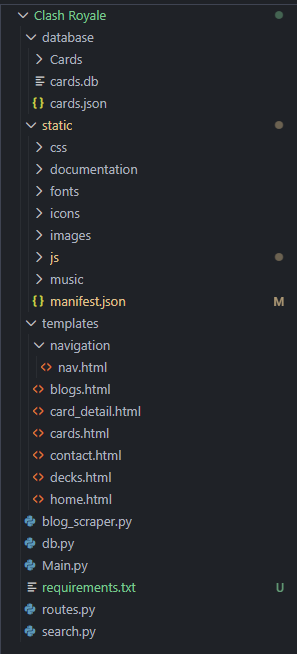 Clash Royale
database
Cards
cards.db
{} cards.json
static
css
documentation
fonts
icons
images
js
music
{} manifest.json M
templates
navigation
<> nav.html
<> blogs.html
<> card_detail.html
<> cards.html
<> contact.html
<> decks.html
<> home.html
blog_scraper.py
db.py
Main.py
requirements.txt U
routes.py
search.py